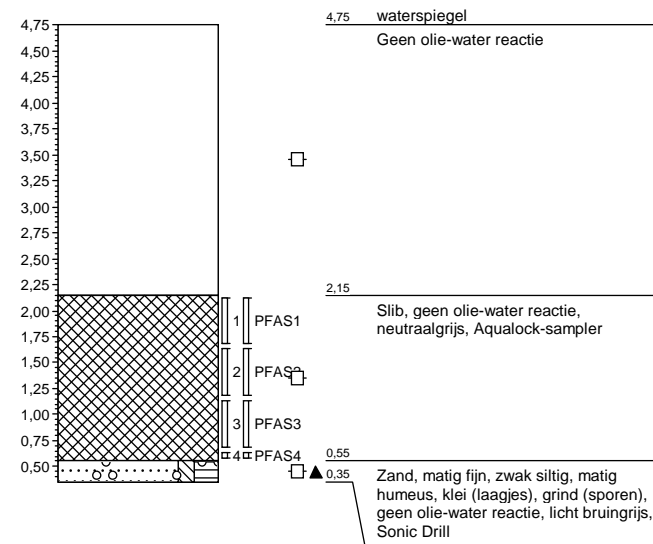 4,75
4,50
4,25
4,00
3,75
3,50
3,25
3,00
2,75
2,50
2,25
2,00
1,75
1,50
1,25
1,00
0,75
0,50
1 PFAS1
2 PFAS2
3 PFAS3
4 PFAS4
4,75 waterspiegel
Geen olie-water reactie
2,15
Slib, geen olie-water reactie,
neutraalgrijs, Aqualock-sampler
0,55
0,35 Zand, matig fijn, zwak siltig, matig
humeus, klei (laagjes), grind (sporen),
geen olie-water reactie, licht bruingrijs,
Sonic Drill